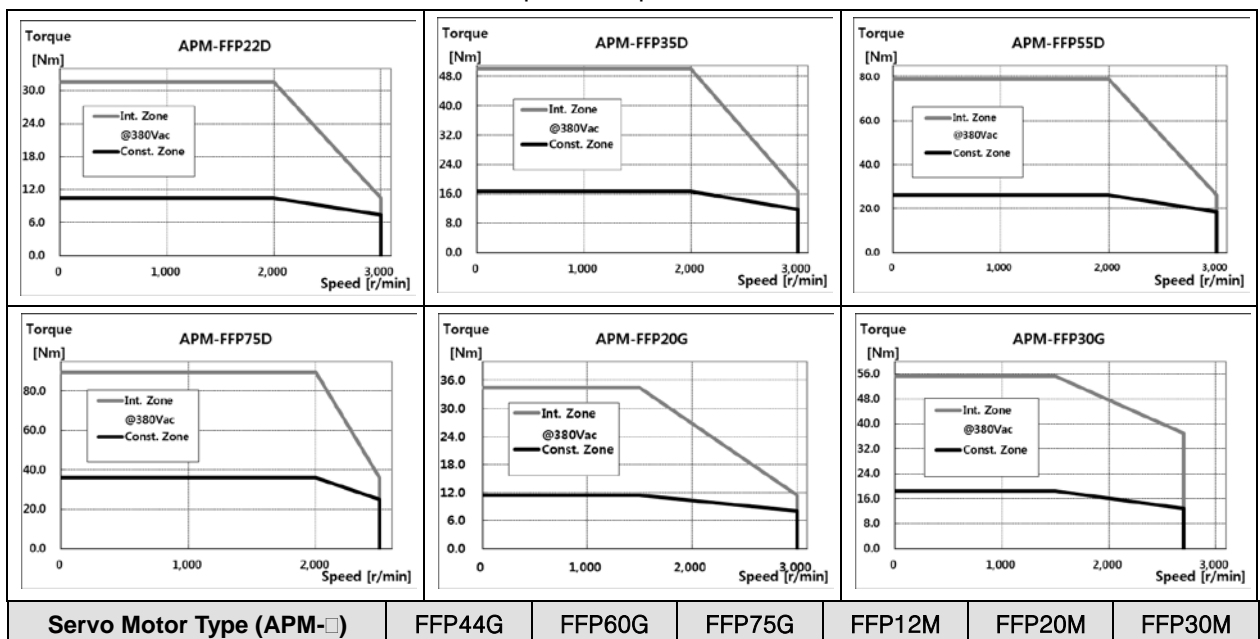 Torque
[Nm]
APM-FFP22D
30.0
24.0
18.0
12.0
6.0
0.0
Int. Zone
@380Vac
Const. Zone
0 1,000 2,000 3,000
Speed [r/min]
Torque
[Nm]
APM-FFP35D
48.0
40.0
32.0
24.0
16.0
8.0
0.0
Int. Zone
@380Vac
Const. Zone
0 1,000 2,000 3,000
Speed [r/min]
Torque
[Nm]
APM-FFP55D
80.0
60.0
40.0
20.0
0.0
Int. Zone
@380Vac
Const. Zone
0 1,000 2,000 3,000
Speed [r/min]
Torque
[Nm]
APM-FFP75D
80.0
60.0
40.0
20.0
0.0
Int. Zone
@380Vac
Const. Zone
0 1,000 2,000
Speed [r/min]
Torque
[Nm]
APM-FFP20G
36.0
30.0
24.0
18.0
12.0
6.0
0.0
Int. Zone
@380Vac
Const. Zone
0 1,000 2,000 3,000
Speed [r/min]
Torque
[Nm]
APM-FFP30G
56.0
48.0
40.0
32.0
24.0
16.0
8.0
0.0
Int. Zone
@380Vac
Const. Zone
0 1,000 2,000 3,000
Speed [r/min]
Servo Motor Type (APM-□) FFP44G FFP60G FFP75G FFP12M FFP20M FFP30M